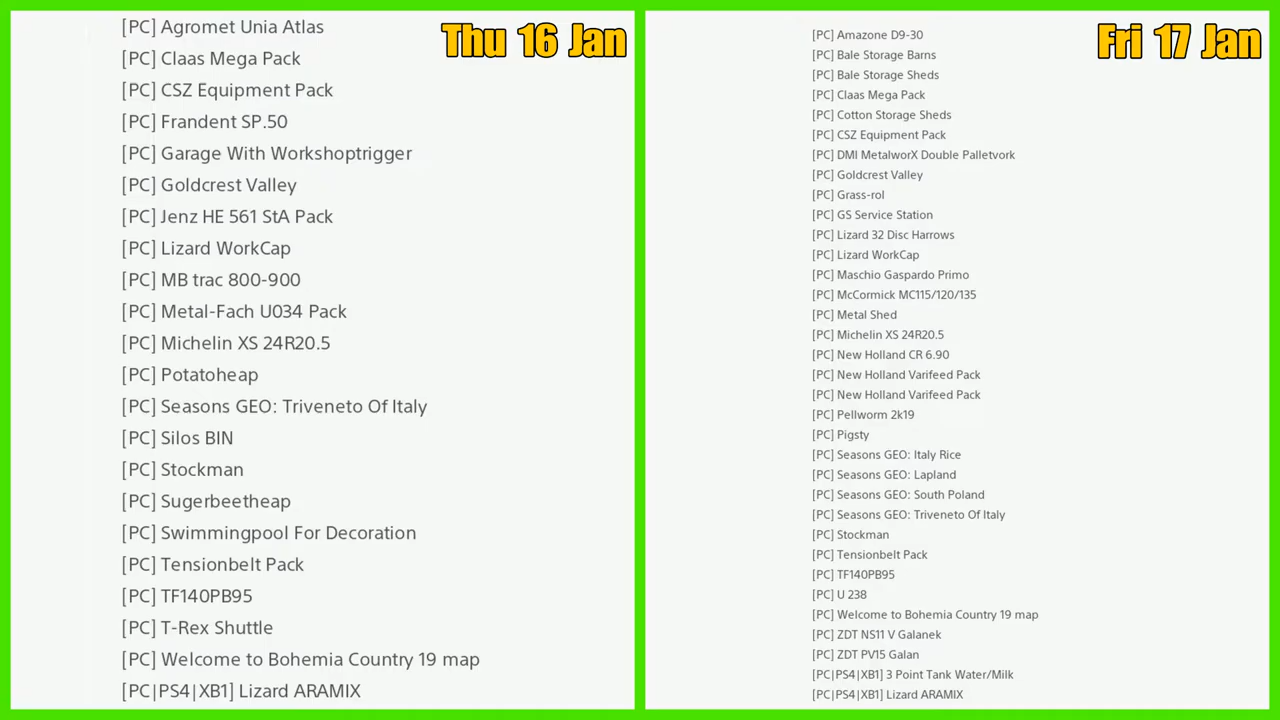 Thu 16 Jan
[PC] Agromet Unia Atlas
[PC] Claas Mega Pack
[PC] CSZ Equipment Pack
[PC] Frandent SP.50
[PC] Garage With Workshoptrigger
[PC] Goldcrest Valley
[PC] Jenz HE 561 StA Pack
[PC] Lizard WorkCap
[PC] MB trac 800-900
[PC] Metal-Fach U034 Pack
[PC] Michelin XS 24R20.5
[PC] Potatoheap
[PC] Seasons GEO: Triveneto Of Italy
[PC] Silos BIN
[PC] Stockman
[PC] Sugerbeetheap
[PC] Swimmingpool For Decoration
[PC] Tensionbelt Pack
[PC] TF140PB95
[PC] T-Rex Shuttle
[PC] Welcome to Bohemia Country 19 map
[PC|PS4|XB1] Lizard ARAMIX
Fri 17 Jan
[PC] Amazone D9-30
[PC] Bale Storage Barns
[PC] Bale Storage Sheds
[PC] Claas Mega Pack
[PC] Cotton Storage Sheds
[PC] CSZ Equipment Pack
[PC] DMI MetalworX Double Palletvork
[PC] Goldcrest Valley
[PC] Grass-rol
[PC] GS Service Station
[PC] Lizard 32 Disc Harrows
[PC] Lizard WorkCap
[PC] Maschio Gaspardo Primo
[PC] McCormick MC115/120/135
[PC] Metal Shed
[PC] Michelin XS 24R20.5
[PC] New Holland CR 6.90
[PC] New Holland Varifeed Pack
[PC] New Holland Varifeed Pack
[PC] Pellworm 2k19
[PC] Pigsty
[PC] Seasons GEO: Italy Rice
[PC] Seasons GEO: Lapland
[PC] Seasons GEO: South Poland
[PC] Seasons GEO: Triveneto Of Italy
[PC] Stockman
[PC] Tensionbelt Pack
[PC] TF140PB95
[PC] U 238
[PC] Welcome to Bohemia Country 19 map
[PC] ZDT NS11 V Galanek
[PC] ZDT PV15 Galan
[PC|PS4|XB1] 3 Point Tank Water/Milk
[PC|PS4|XB1] Lizard ARAMIX